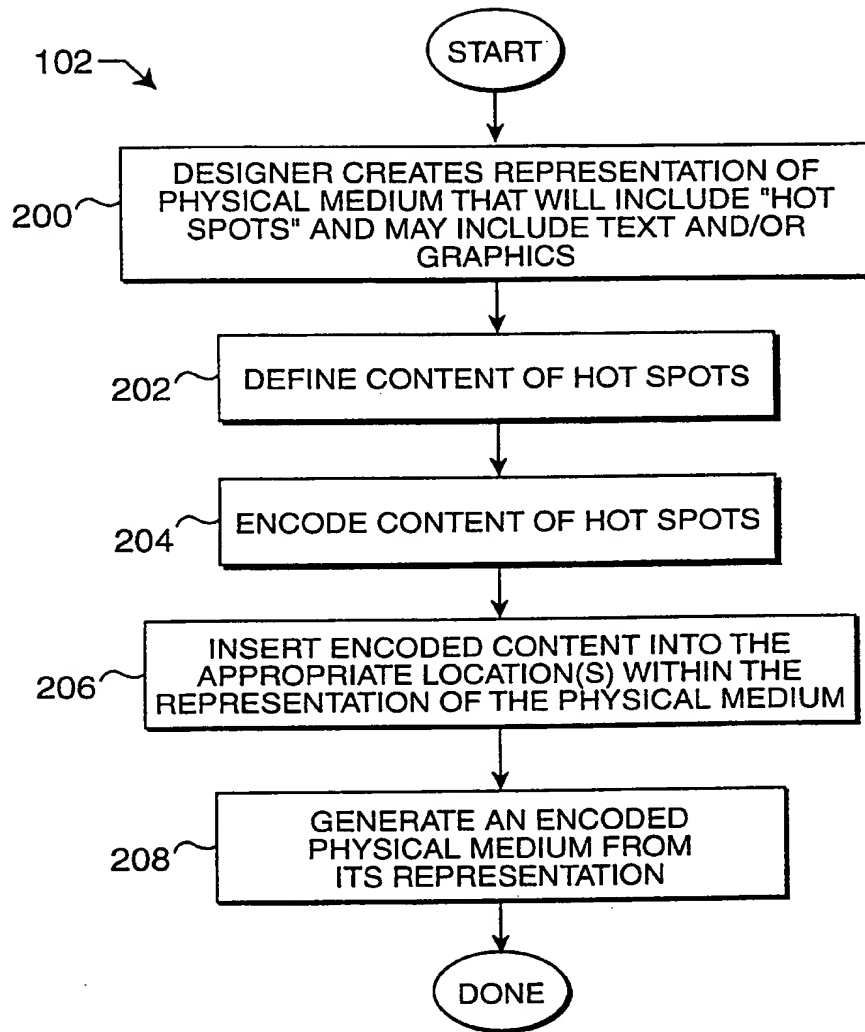 START
102
DESIGNER CREATES REPRESENTATION OF
PHYSICAL MEDIUM THAT WILL INCLUDE "HOT
SPOTS" AND MAY INCLUDE TEXT AND/OR
GRAPHICS
200
DEFINE CONTENT OF HOT SPOTS
202
ENCODE CONTENT OF HOT SPOTS
204
INSERT ENCODED CONTENT INTO THE
APPROPRIATE LOCATION(S) WITHIN THE
REPRESENTATION OF THE PHYSICAL MEDIUM
206
GENERATE AN ENCODED
PHYSICAL MEDIUM FROM
ITS REPRESENTATION
208
DONE